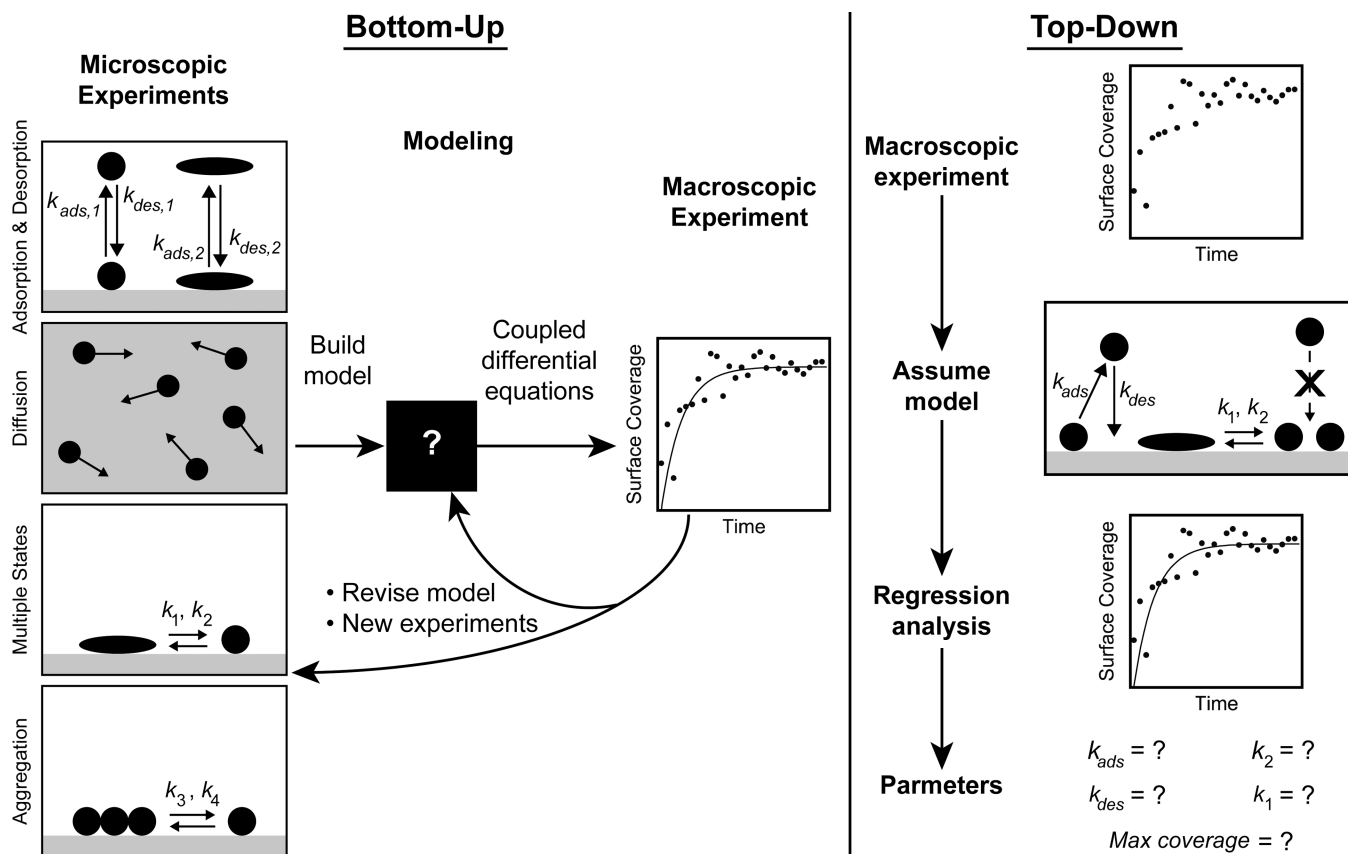 Bottom-Up
Microscopic
Experiments
Modeling
Macroscopic
Experiment
Adsorption & Desorption
k_ads,1
k_des,1
k_ads,2
k_des,2
Diffusion
Build
model
?
Coupled
differential
equations
Surface Coverage
Time
• Revise model
• New experiments
Multiple States
k_1, k_2
Aggregation
k_3 , k_4
Top-Down
Macroscopic
experiment
Surface Coverage
Time
Assume
model
k_ads
k_des
k_1, k_2
X
Regression
analysis
Surface Coverage
Time
Parmeters
k_ads = ?
k_2 = ?
k_des = ?
k_1 = ?
Max coverage = ?